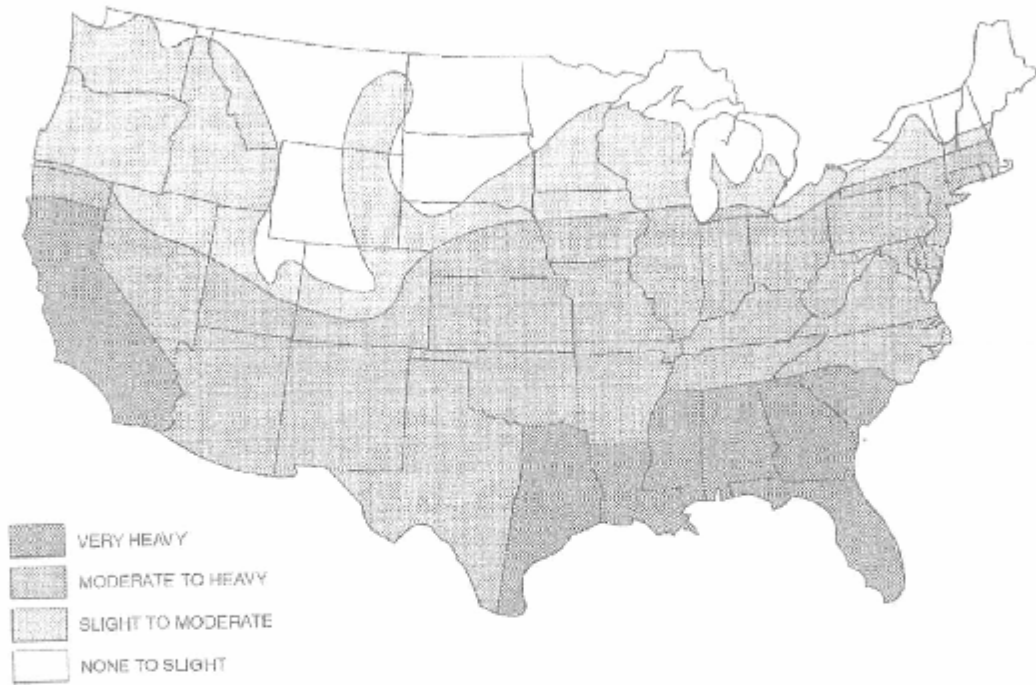 VERY HEAVY
MODERATE TO HEAVY
SLIGHT TO MODERATE
NONE TO SLIGHT